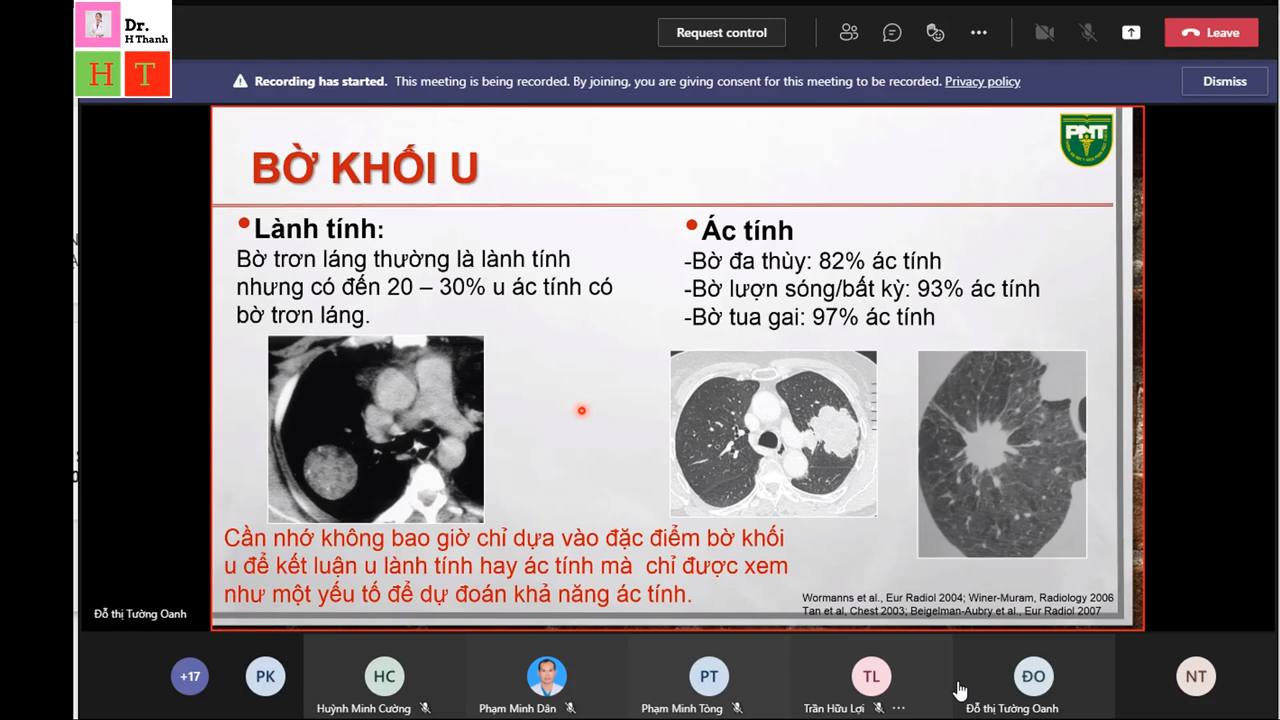 Dr.
H Thanh
H T
Request control
Leave
Recording has started. This meeting is being recorded. By joining, you are giving consent for this meeting to be recorded. Privacy policy
Dismiss
PNT
BỜ KHỐI U
Lành tính:
Bờ trơn láng thường là lành tính
nhưng có đến 20 – 30% u ác tính có
bờ trơn láng.
Ác tính
-Bờ đa thùy: 82% ác tính
-Bờ lượn sóng/bất kỳ: 93% ác tính
-Bờ tua gai: 97% ác tính
Cần nhớ không bao giờ chỉ dựa vào đặc điểm bờ khối
u để kết luận u lành tính hay ác tính mà chỉ được xem
như một yếu tố để dự đoán khả năng ác tính.
Wormanns et al., Eur Radiol 2004; Winer-Muram, Radiology 2006
Tan et al, Chest 2003; Beigelman-Aubry et al., Eur Radiol 2007
Đỗ thị Tường Oanh
+17
PK
HC
Huỳnh Minh Cường
Phạm Minh Dân
PT
Phạm Minh Tòng
TL
Trần Hữu Lợi
ĐO
Đỗ thị Tường Oanh
NT